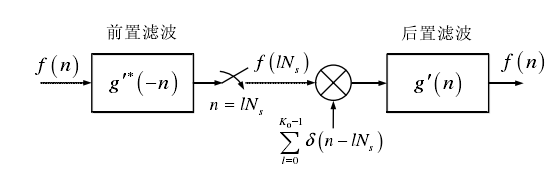 前置滤波 后置滤波
f(n) g′*(−n) f(lN_s) g′(n) f(n)
n = lN_s
∑_{l=0}^{K_0−1} δ(n−lN_s)